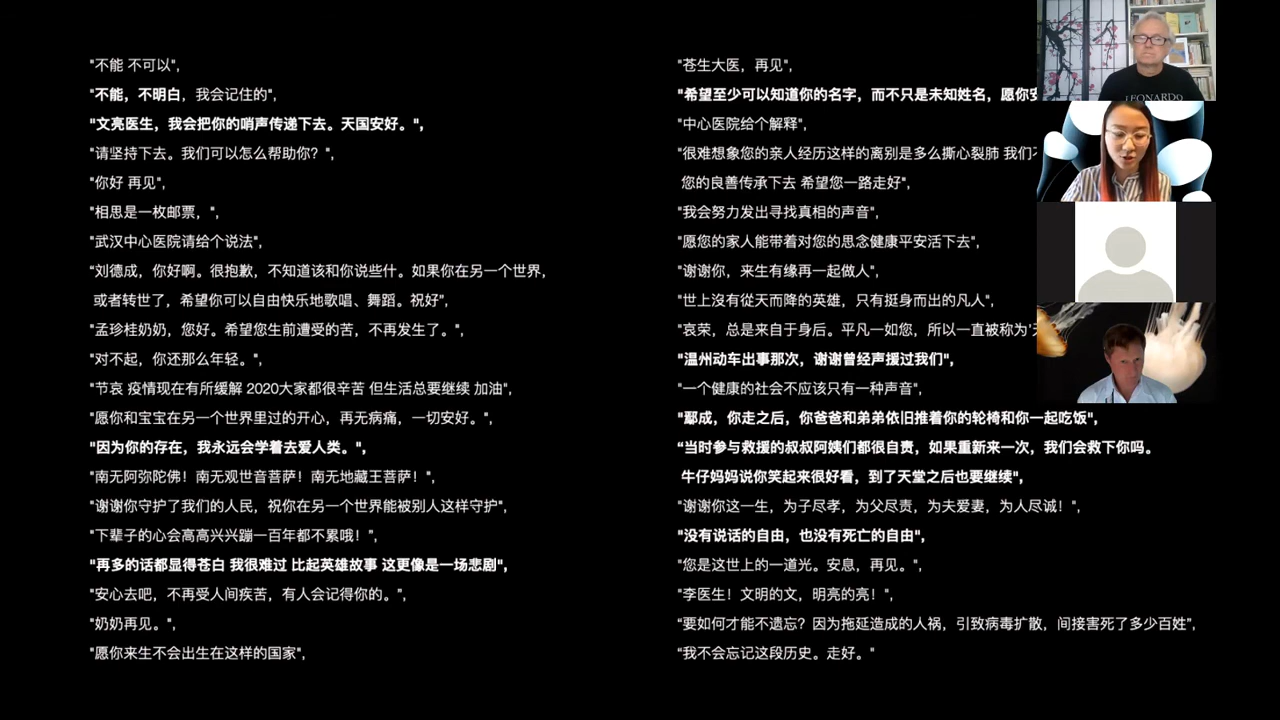 "不能 不可以",
"不能，不明白，我会记住的",
"文亮医生，我会把你的哨声传递下去。天国安好。",
"请坚持下去。我们可以怎么帮助你？",
"你好 再见",
"相思是一枚邮票，",
"武汉中心医院请给个说法",
"刘德成，你好啊。很抱歉，不知道该和你说些什。如果你在另一个世界，
或者转世了，希望你可以自由快乐地歌唱、舞蹈。祝好",
"孟珍桂奶奶，您好。希望您生前遭受的苦，不再发生了。",
"对不起，你还那么年轻。",
"节哀 疫情现在有所缓解 2020大家都很辛苦 但生活总要继续 加油",
"愿你和宝宝在另一个世界里过的开心，再无病痛，一切安好。",
"因为你的存在，我永远会学着去爱人类。",
"南无阿弥陀佛！南无观世音菩萨！南无地藏王菩萨！",
"谢谢你守护了我们的人民，祝你在另一个世界能被别人这样守护",
"下辈子的心会高高兴兴蹦一百年都不累哦！",
"再多的话都显得苍白 我很难过 比起英雄故事 这更像是一场悲剧",
"安心去吧，不再受人间疾苦，有人会记得你的。",
"奶奶再见。",
"愿你来生不会出生在这样的国家",
"苍生大医，再见",
"希望至少可以知道你的名字，而不只是未知姓名，愿你
"中心医院给个解释",
"很难想象您的亲人经历这样的离别是多么撕心裂肺 我们
您的良善传承下去 希望您一路走好",
"我会努力发出寻找真相的声音",
"愿您的家人能带着对您的思念健康平安活下去",
"谢谢你，来生有缘再一起做人",
"世上沒有從天而降的英雄，只有挺身而出的凡人",
"哀荣，总是来自于身后。平凡一如您，所以一直被称为'
"温州动车出事那次，谢谢曾经声援过我们",
"一个健康的社会不应该只有一种声音",
"鄢成，你走之后，你爸爸和弟弟依旧推着你的轮椅和你一起吃饭",
"当时参与救援的叔叔阿姨们都很自责，如果重新来一次，我们会救下你吗。
牛仔妈妈说你笑起来很好看，到了天堂之后也要继续",
"谢谢你这一生，为子尽孝，为父尽责，为夫爱妻，为人尽诚！",
"没有说话的自由，也没有死亡的自由",
"您是这世上的一道光。安息，再见。",
"李医生！文明的文，明亮的亮！",
"要如何才能不遗忘？因为拖延造成的人祸，引致病毒扩散，间接害死了多少百姓",
"我不会忘记这段历史。走好。"
LEONARDO